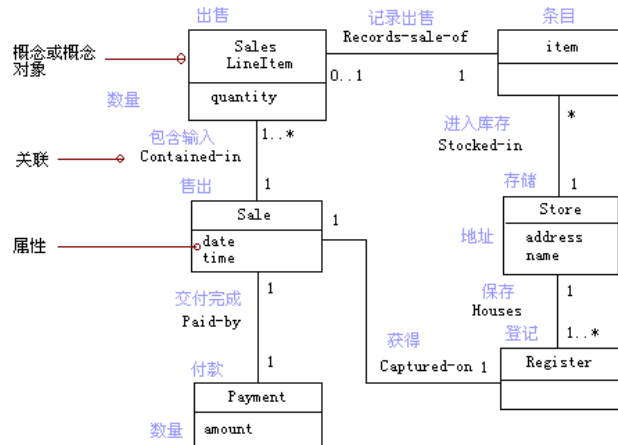 出售
记录出售
条目
Records-sale-of
概念或概念
对象
Sales
LineItem
item
0..1
1
数量
quantity
包含输入
1..*
进入库存
*
关联
Contained-in
Stocked-in
售出
1
存储
1
Sale
1
Store
属性
date
time
地址
address
name
交付完成
1
保存
1
Paid-by
Houses
获得
登记
1..*
付款
1
Captured-on
1
Register
Payment
数量
amount